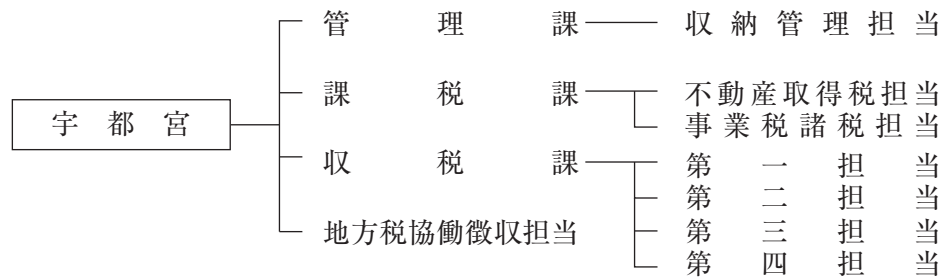 宇都宮
管理課 収納管理担当
課税課 不動産取得税担当
事業税諸税担当
収税課 第一担当
第二担当
第三担当
地方税協働徴収担当
第四担当